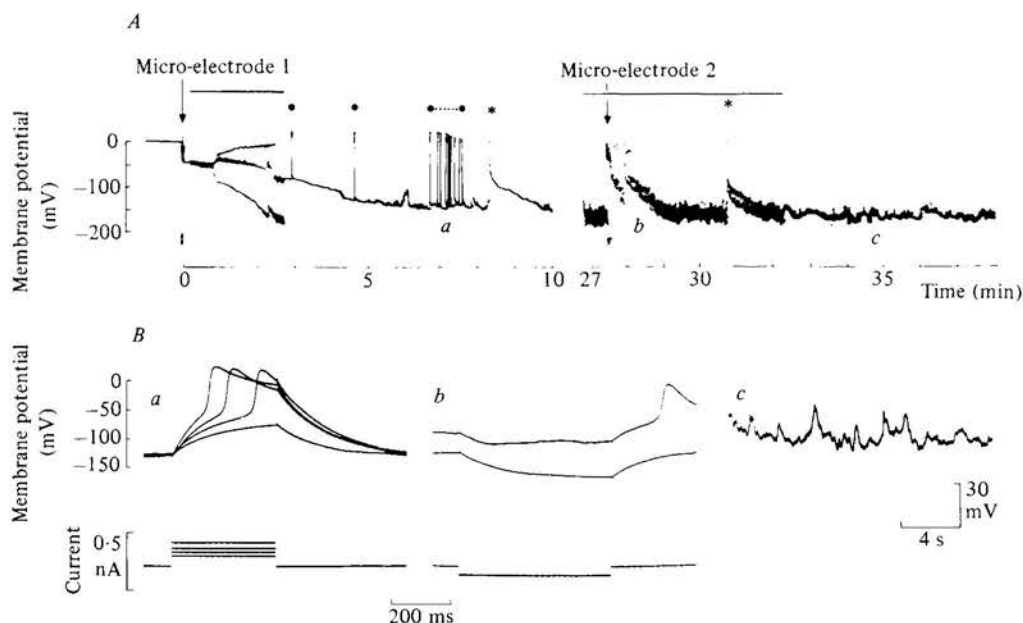 A
Micro-electrode 1
Micro-electrode 2
*
*
Membrane potential
(mV)
0
−100
−200
a
b
c
0
5
10
27
30
35
Time (min)
B
Membrane potential
(mV)
0
−50
−100
−150
a
b
c
30
mV
4 s
Current
0·5
nA
200 ms